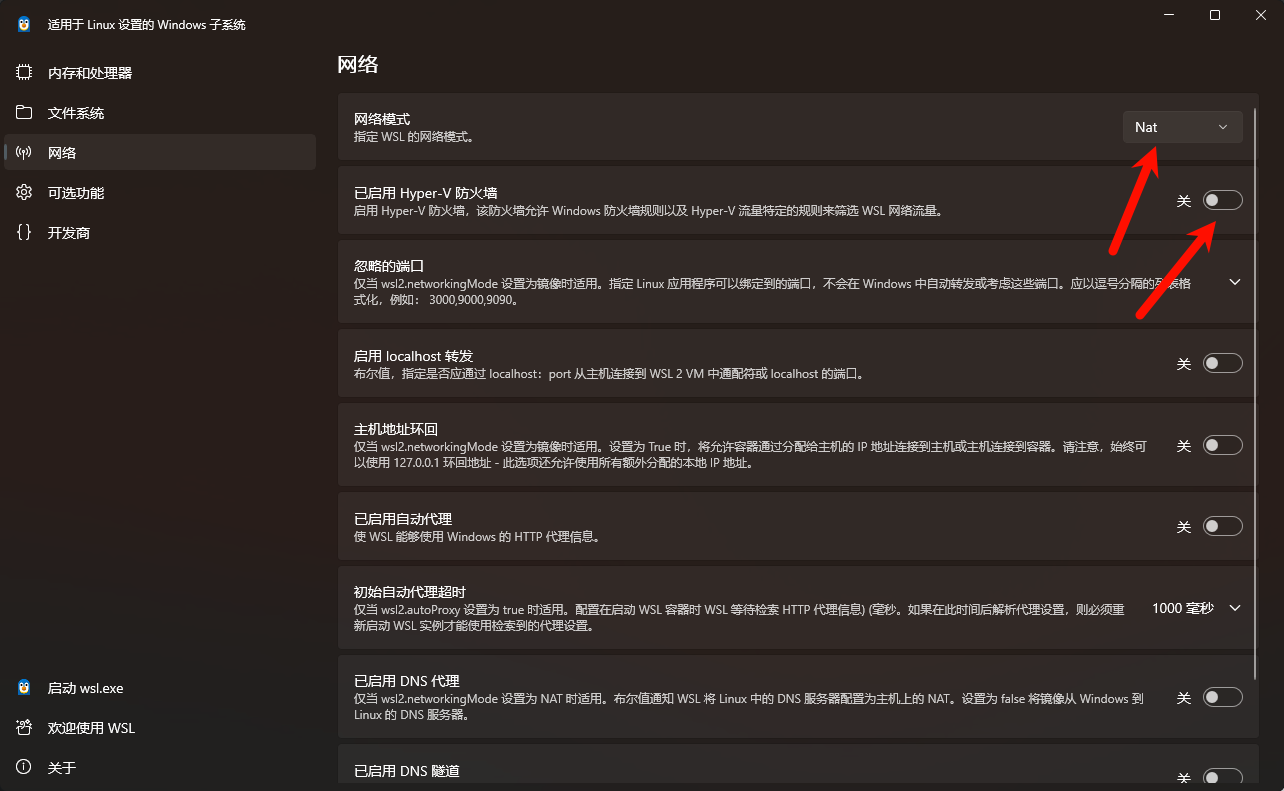 适用于 Linux 设置的 Windows 子系统
内存和处理器
文件系统
网络
可选功能
开发商
启动 wsl.exe
欢迎使用 WSL
关于
网络
网络模式
指定 WSL 的网络模式。
Nat
已启用 Hyper-V 防火墙
启用 Hyper-V 防火墙，该防火墙允许 Windows 防火墙规则以及 Hyper-V 流量特定的规则来筛选 WSL 网络流量。
关
忽略的端口
仅当 wsl2.networkingMode 设置为镜像时适用。指定 Linux 应用程序可以绑定到的端口，不会在 Windows 中自动转发或考虑这些端口。应以逗号分隔的列表格
式化，例如： 3000,9000,9090。
启用 localhost 转发
布尔值，指定是否应通过 localhost：port 从主机连接到 WSL 2 VM 中通配符或 localhost 的端口。
关
主机地址环回
仅当 wsl2.networkingMode 设置为镜像时适用。设置为 True 时，将允许容器通过分配给主机的 IP 地址连接到主机或主机连接到容器。请注意，始终可
以使用 127.0.0.1 环回地址 - 此选项还允许使用所有额外分配的本地 IP 地址。
关
已启用自动代理
使 WSL 能够使用 Windows 的 HTTP 代理信息。
关
初始自动代理超时
仅当 wsl2.autoProxy 设置为 true 时适用。配置在启动 WSL 容器时 WSL 等待检索 HTTP 代理信息) (毫秒。如果在此时间后解析代理设置，则必须重
新启动 WSL 实例才能使用检索到的代理设置。
1000 毫秒
已启用 DNS 代理
仅当 wsl2.networkingMode 设置为 NAT 时适用。布尔值通知 WSL 将 Linux 中的 DNS 服务器配置为主机上的 NAT。设置为 false 将镜像从 Windows 到
Linux 的 DNS 服务器。
关
已启用 DNS 隧道
关